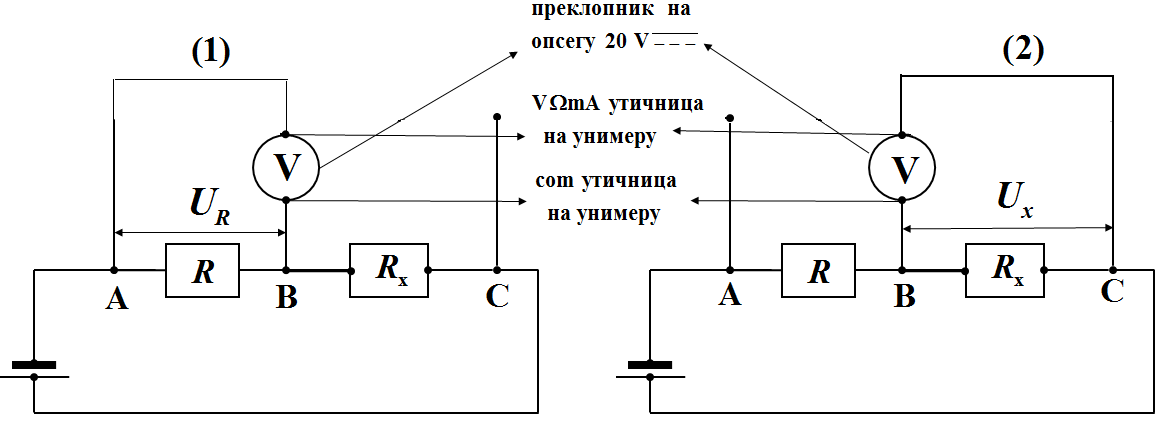 преклопник на
опсегу 20 V
(1)
(2)
VΩmA утичница
на унимеру
V
V
com утичница
на унимеру
U_R
U_x
R
R_x
A
B
C
R
R_x
A
B
C